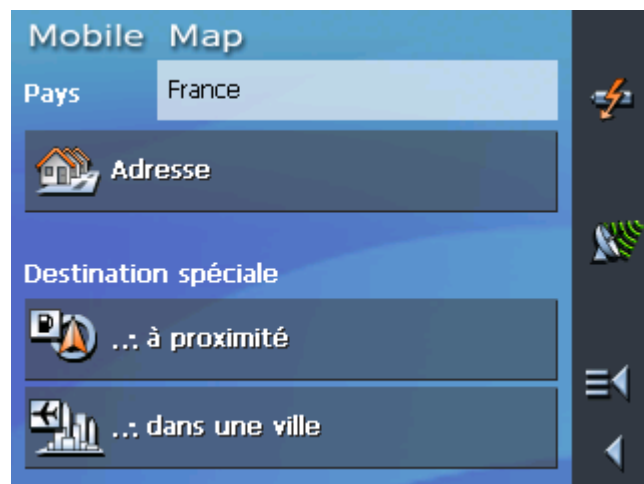 Mobile Map
Pays France
Adresse
Destination spéciale
..: à proximité
..: dans une ville